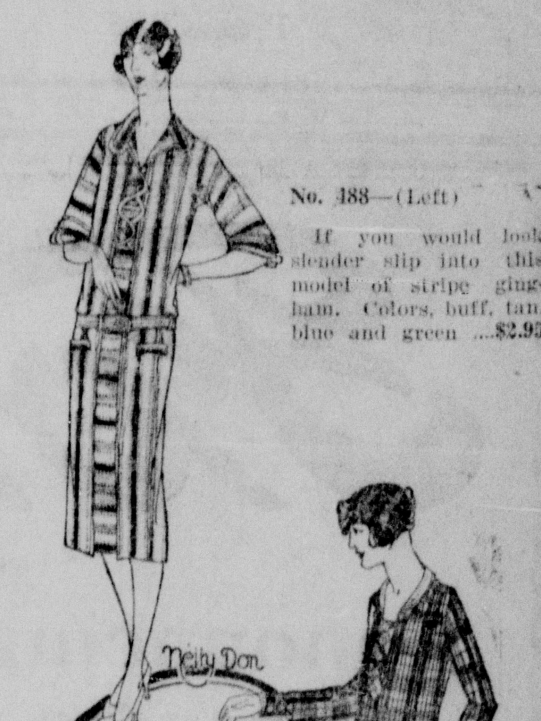 No. 488—(Left)
If you would look
slender slip into this
model of stripe ging-
ham. Colors, buff, tan,
blue and green ....$2.95
Nelly Don